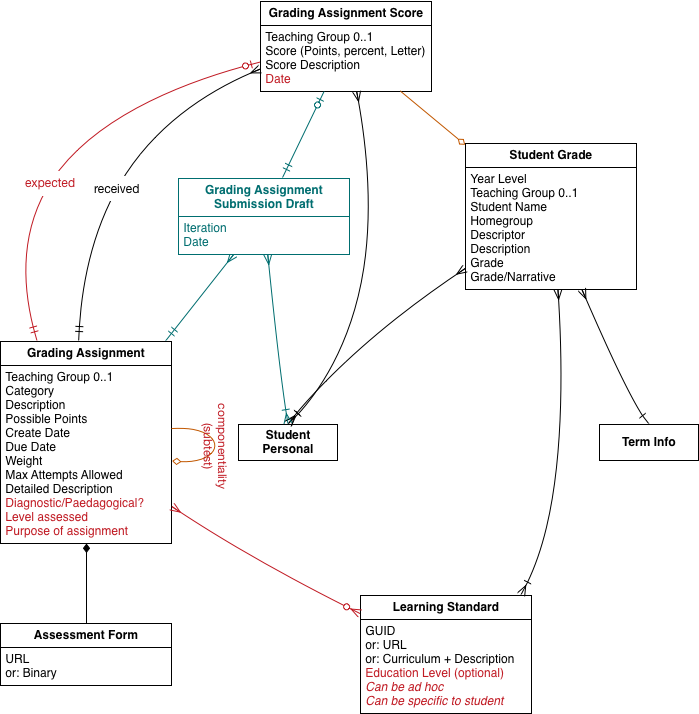 Grading Assignment Score
Teaching Group 0..1
Score (Points, percent, Letter)
Score Description
Date
expected
received
Grading Assignment
Submission Draft
Iteration
Date
Student Grade
Year Level
Teaching Group 0..1
Student Name
Homegroup
Descriptor
Description
Grade
Grade/Narrative
Grading Assignment
Teaching Group 0..1
Category
Description
Possible Points
Create Date
Due Date
Weight
Max Attempts Allowed
Detailed Description
Diagnostic/Paedagogical?
Level assessed
Purpose of assignment
componentiality
(subtest)
Student
Personal
Term Info
Assessment Form
URL
or: Binary
Learning Standard
GUID
or: URL
or: Curriculum + Description
Education Level (optional)
Can be ad hoc
Can be specific to student